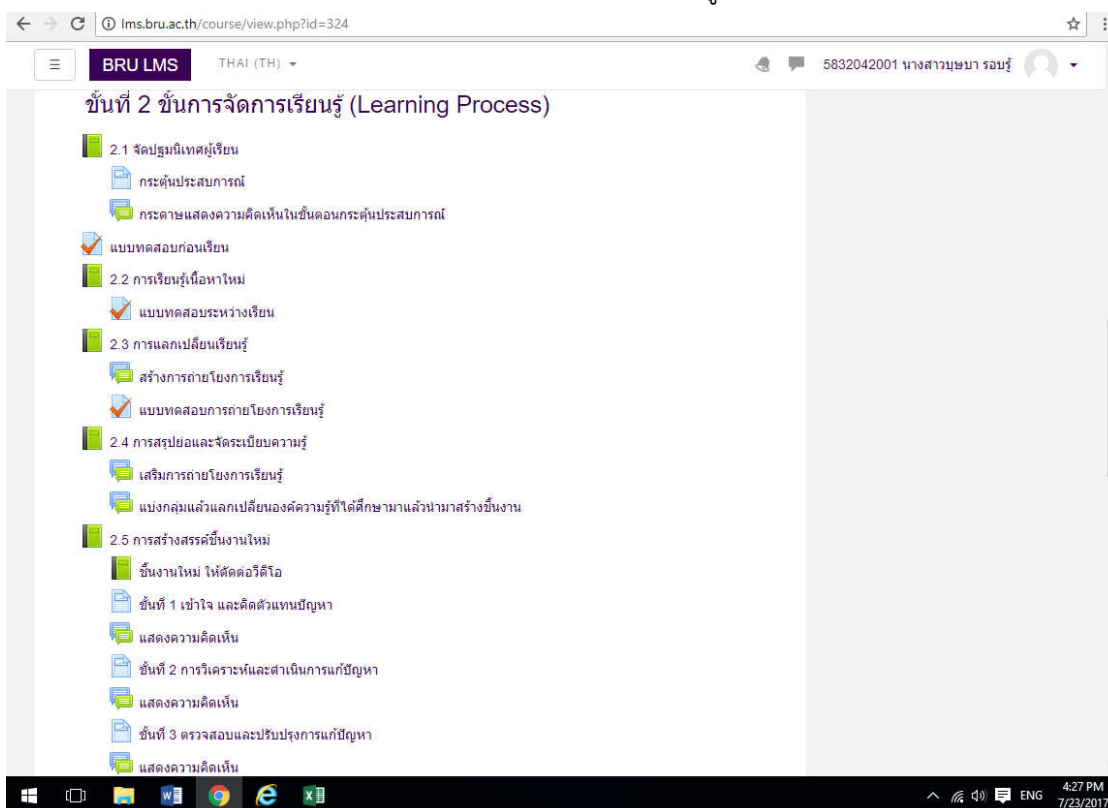 lms.bru.ac.th/course/view.php?id=324
BRU LMS THAI (TH) 5832042001 นางสาวบุษบา รอบรู้
ขั้นที่ 2 ขั้นการจัดการเรียนรู้ (Learning Process)
2.1 จัดปฐมนิเทศผู้เรียน
กระตุ้นประสบการณ์
กระดาษแสดงความคิดเห็นในขั้นตอนกระตุ้นประสบการณ์
แบบทดสอบก่อนเรียน
2.2 การเรียนรู้เนื้อหาใหม่
แบบทดสอบระหว่างเรียน
2.3 การแลกเปลี่ยนเรียนรู้
สร้างการถ่ายโยงการเรียนรู้
แบบทดสอบการถ่ายโยงการเรียนรู้
2.4 การสรุปย่อและจัดระเบียบความรู้
เสริมการถ่ายโยงการเรียนรู้
แบ่งกลุ่มแล้วแลกเปลี่ยนองค์ความรู้ที่ได้ศึกษามาแล้วนำมาสร้างชิ้นงาน
2.5 การสร้างสรรค์ชิ้นงานใหม่
ชิ้นงานใหม่ ให้ตัดต่อวีดีโอ
ขั้นที่ 1 เข้าใจ และคิดตัวแทนปัญหา
แสดงความคิดเห็น
ขั้นที่ 2 การวิเคราะห์และดำเนินการแก้ปัญหา
แสดงความคิดเห็น
ขั้นที่ 3 ตรวจสอบและปรับปรุงการแก้ปัญหา
แสดงความคิดเห็น
ENG 4:27 PM
7/23/2017